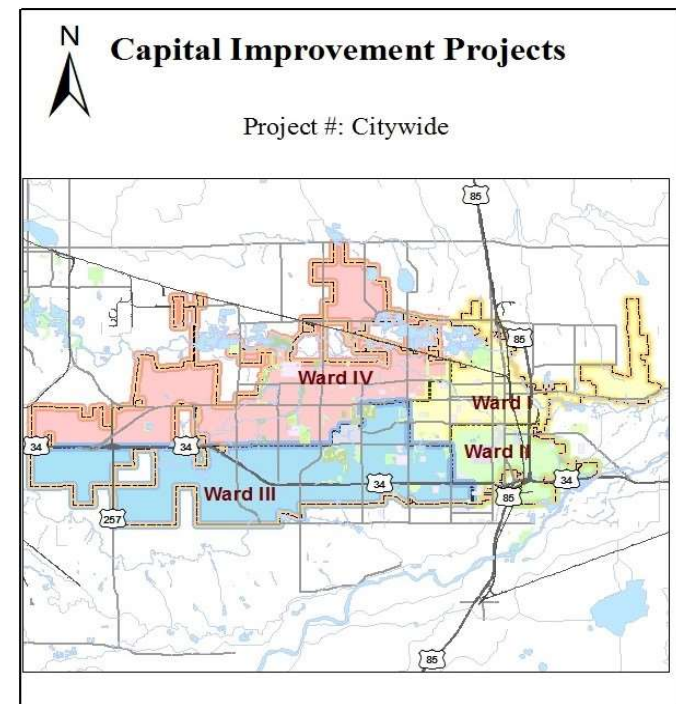 N
Capital Improvement Projects
Project #: Citywide
85
85
Ward IV
Ward I
34
34
Ward II
Ward III
34
34
85
257
85